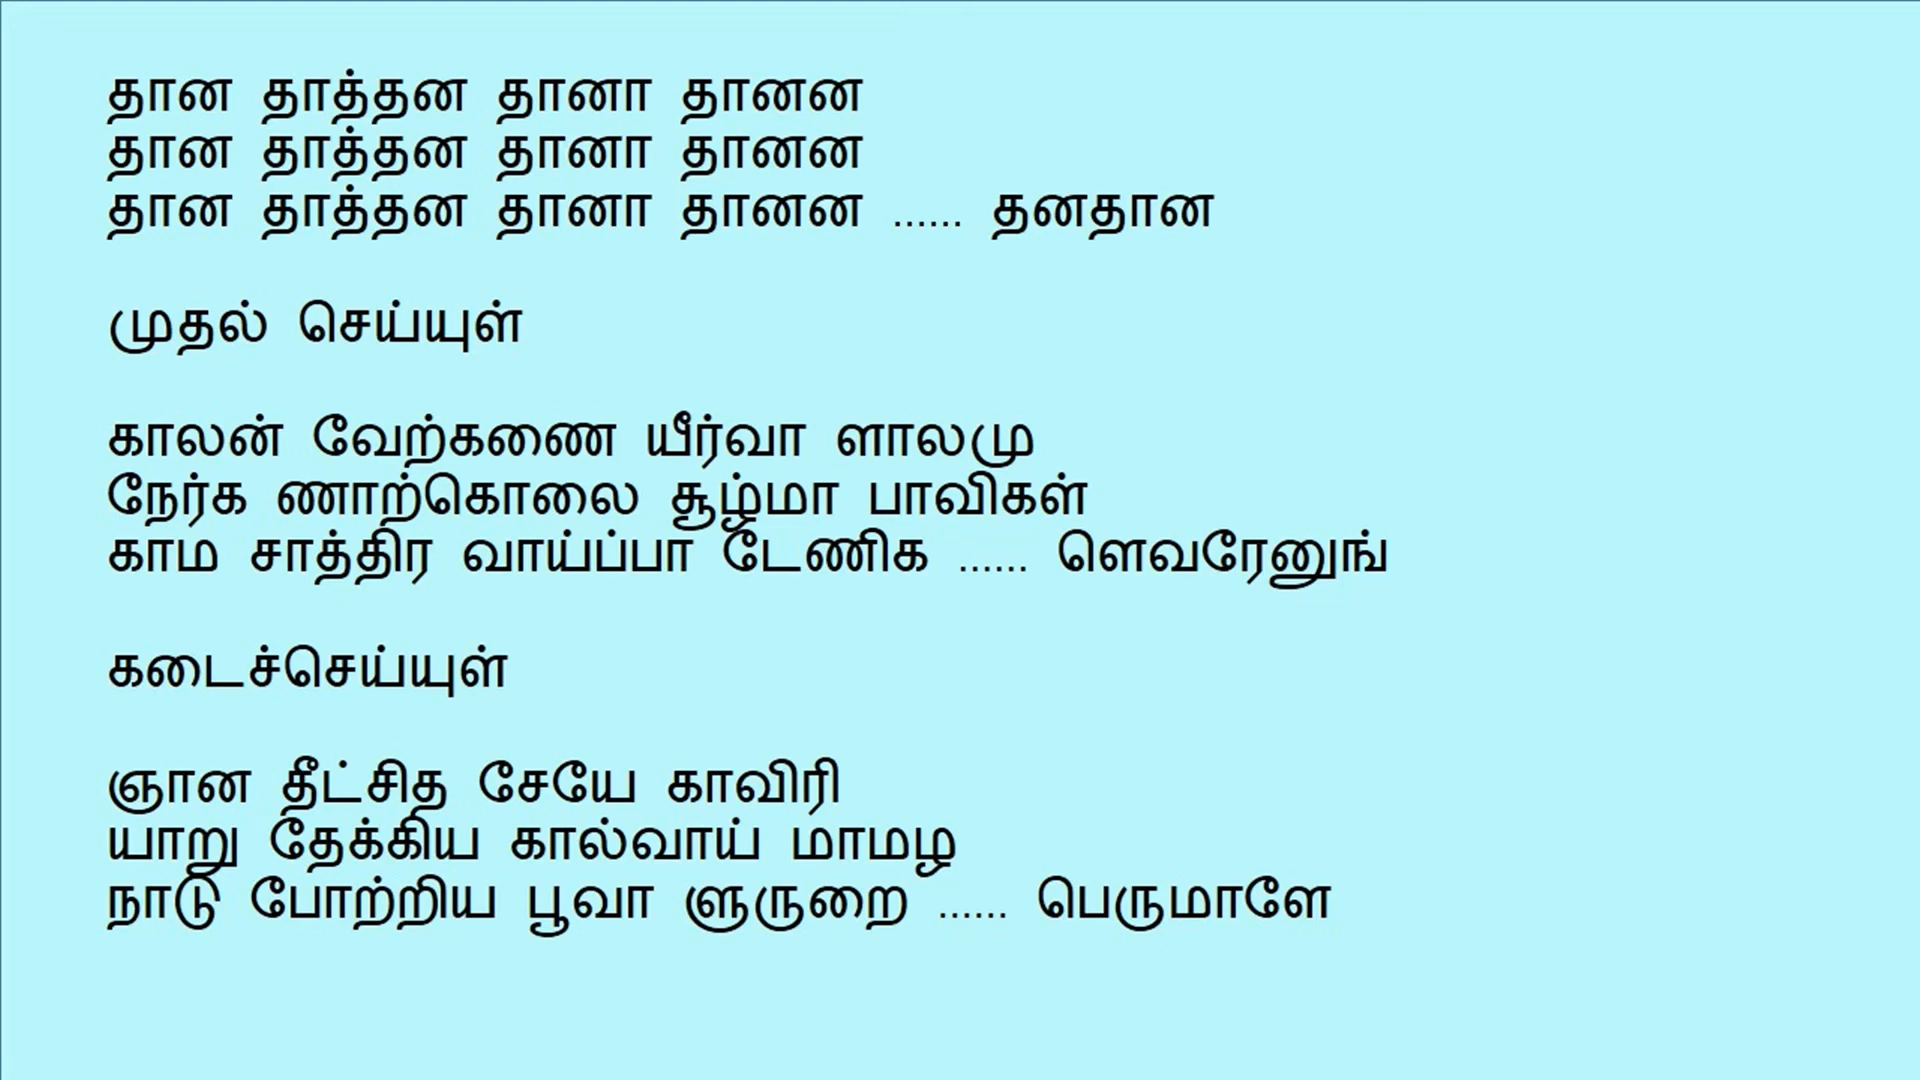 தான தாத்தன தானா தானன
தான தாத்தன தானா தானன
தான தாத்தன தானா தானன ...... தனதான
முதல் செய்யுள்
காலன் வேற்கணை யீர்வா ளாலமு
நேர்க ணாற்கொலை சூழ்மா பாவிகள்
காம சாத்திர வாய்ப்பா டேணிக ...... ளெவரேனுங்
கடைச்செய்யுள்
ஞான தீட்சித சேயே காவிரி
யாறு தேக்கிய கால்வாய் மாமழ
நாடு போற்றிய பூவா ளுருறை ...... பெருமாளே